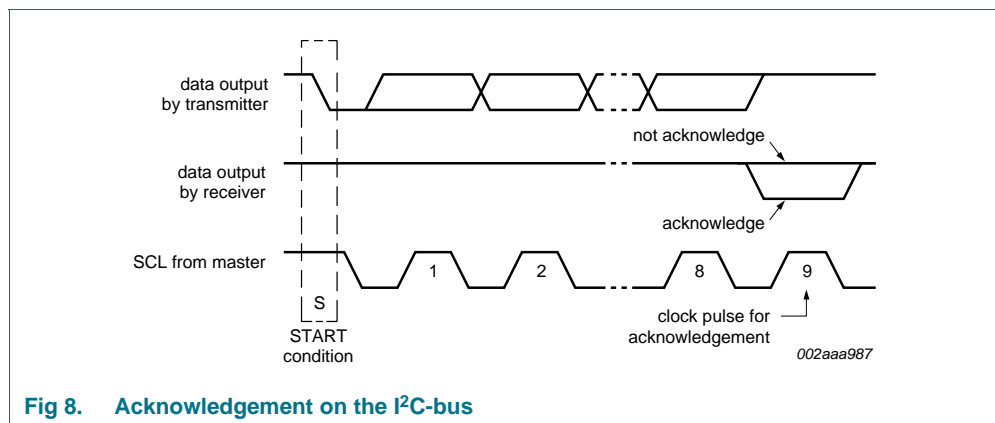 data output
by transmitter
not acknowledge
data output
by receiver
acknowledge
SCL from master
1
2
8
9
S
START
condition
clock pulse for
acknowledgement
002aaa987
Fig 8. Acknowledgement on the I²C-bus